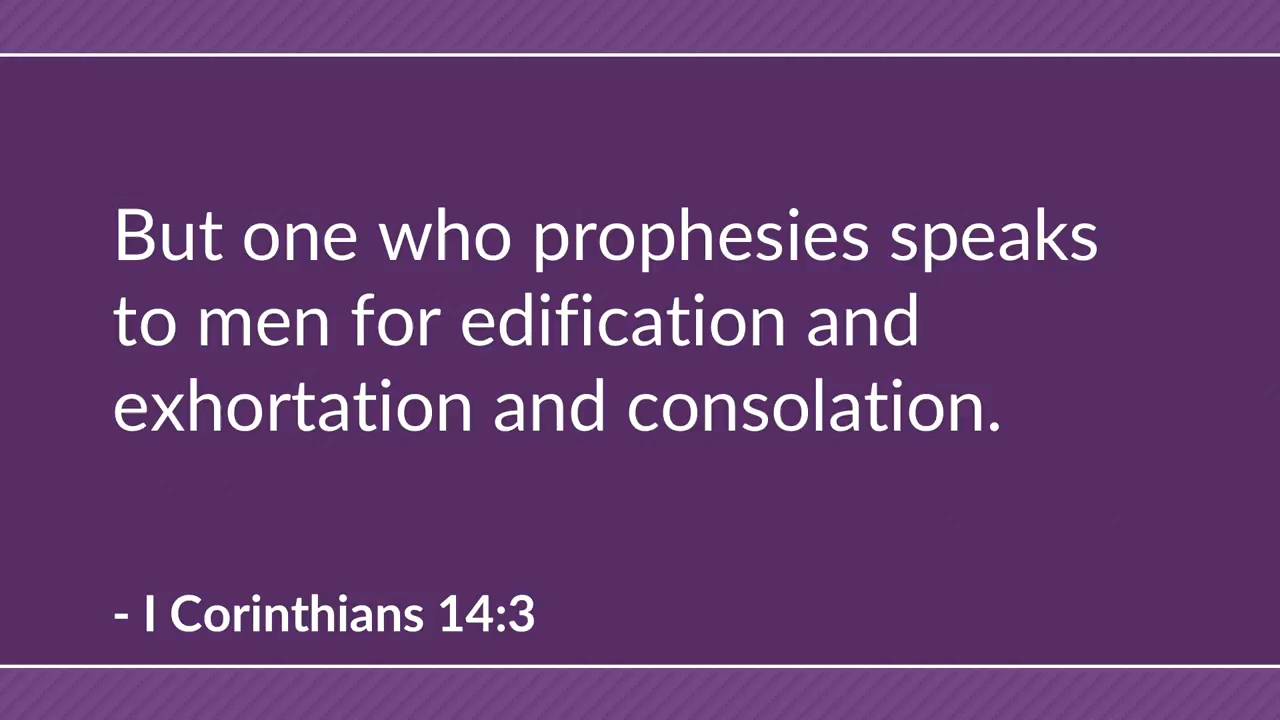 But one who prophesies speaks
to men for edification and
exhortation and consolation.
- I Corinthians 14:3